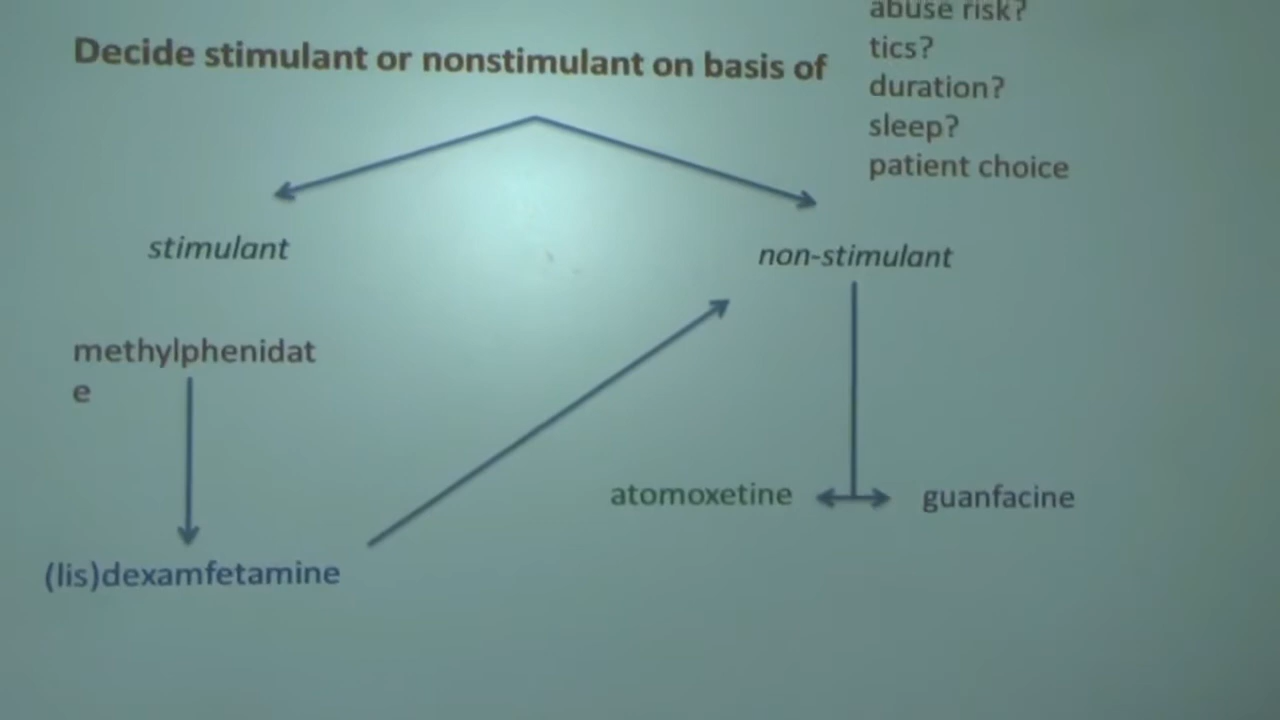 abuse risk?
Decide stimulant or nonstimulant on basis of
tics?
duration?
sleep?
patient choice
stimulant
non-stimulant
methylphenidat
e
atomoxetine
guanfacine
(lis)dexamfetamine